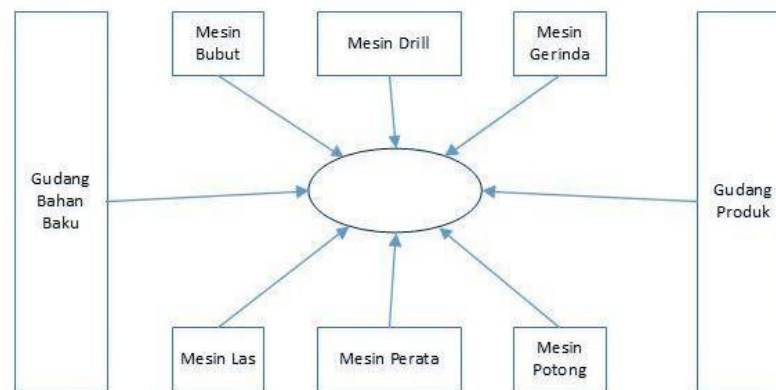 Mesin
Bubut
Mesin Drill
Mesin
Gerinda
Gudang
Bahan
Baku
Gudang
Produk
Mesin Las
Mesin Perata
Mesin
Potong